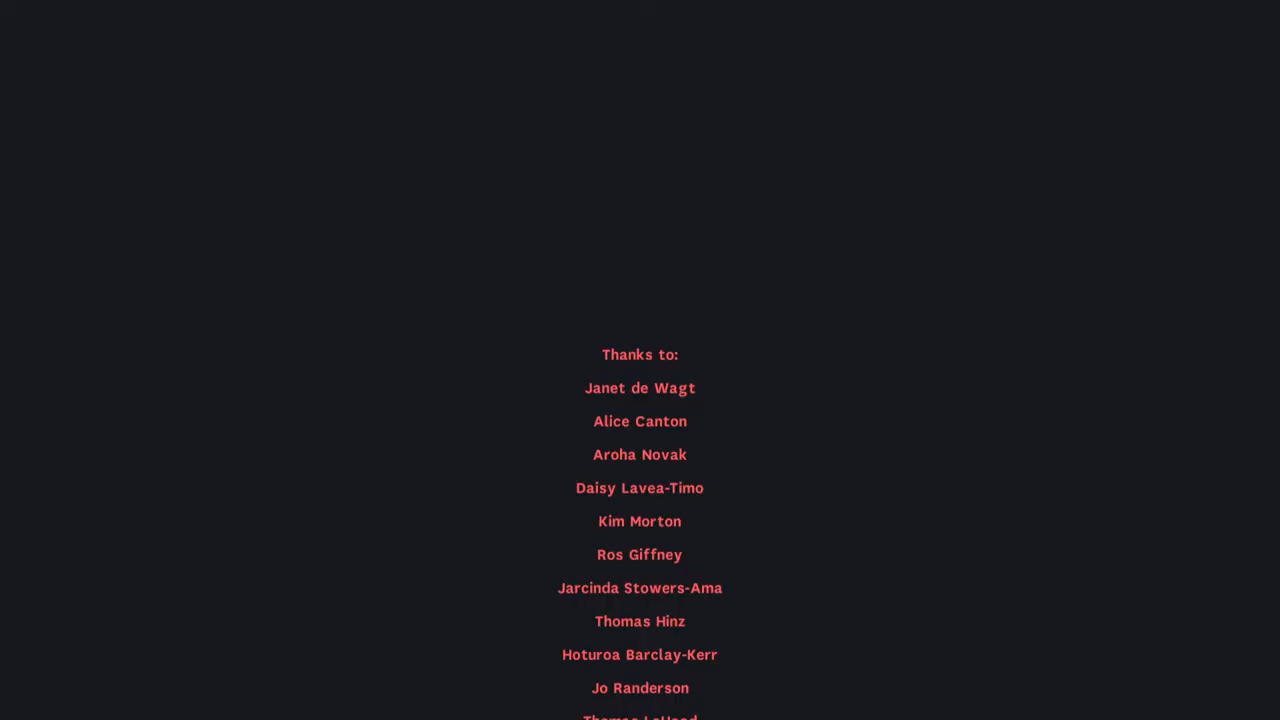 Thanks to:
Janet de Wagt
Alice Canton
Aroha Novak
Daisy Lavea-Timo
Kim Morton
Ros Giffney
Jarcinda Stowers-Ama
Thomas Hinz
Hoturoa Barclay-Kerr
Jo Randerson
Thomas